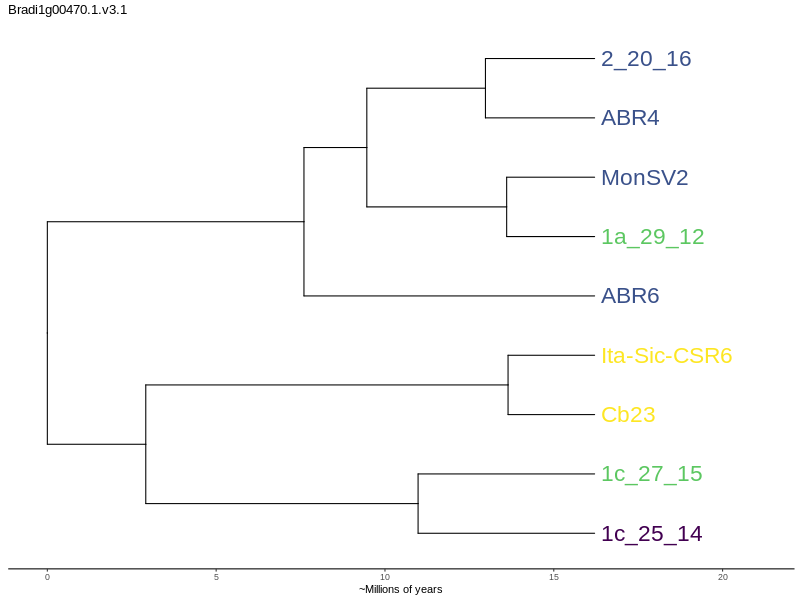 Bradi1g00470.1.v3.1
2_20_16
ABR4
MonSV2
1a_29_12
ABR6
Ita-Sic-CSR6
Cb23
1c_27_15
1c_25_14
0 5 10 15 20
~Millions of years